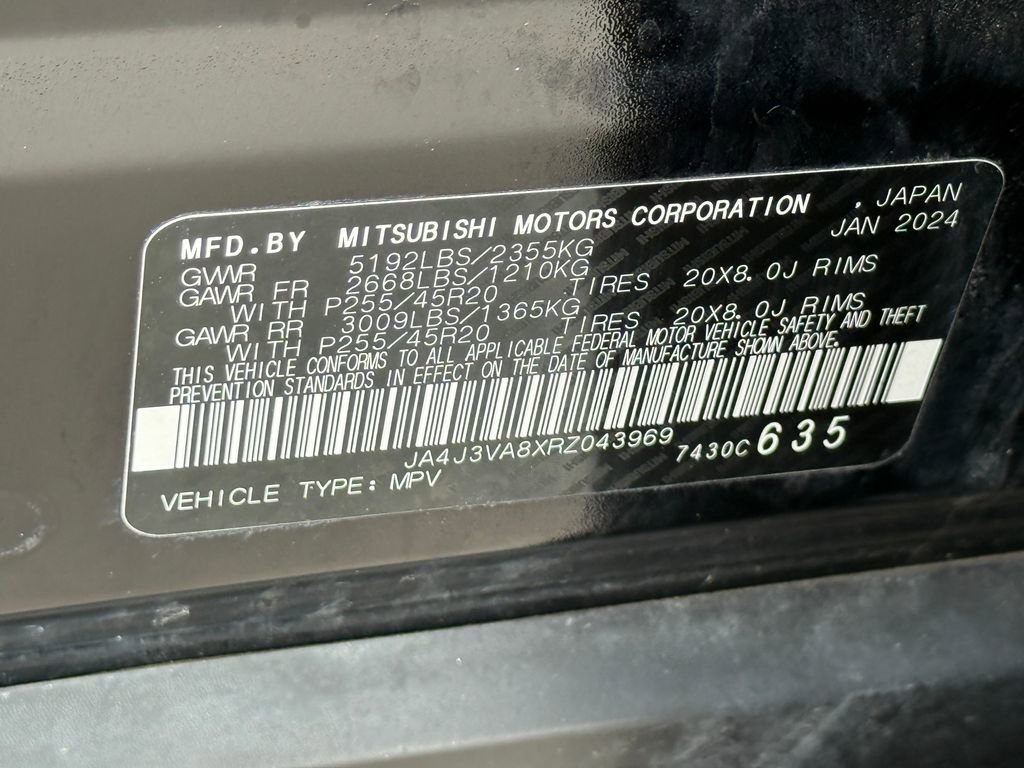 MFD.BY MITSUBISHI MOTORS CORPORATION . JAPAN
GVWR 5192LBS/2355KG JAN 2024
GAWR FR 2668LBS/1210KG
WITH P255/45R20 TIRES 20X8.0J RIMS
GAWR RR 3009LBS/1365KG
WITH P255/45R20 TIRES 20X8.0J RIMS
THIS VEHICLE CONFORMS TO ALL APPLICABLE FEDERAL MOTOR VEHICLE SAFETY AND THEFT
PREVENTION STANDARDS IN EFFECT ON THE DATE OF MANUFACTURE SHOWN ABOVE.
JA4J3VA8XRZ043969 7430C 635
VEHICLE TYPE: MPV